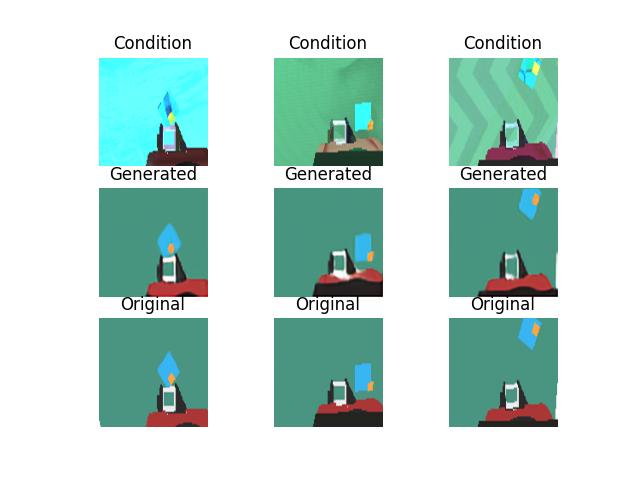 Condition Condition Condition
Generated Generated Generated
Original Original Original